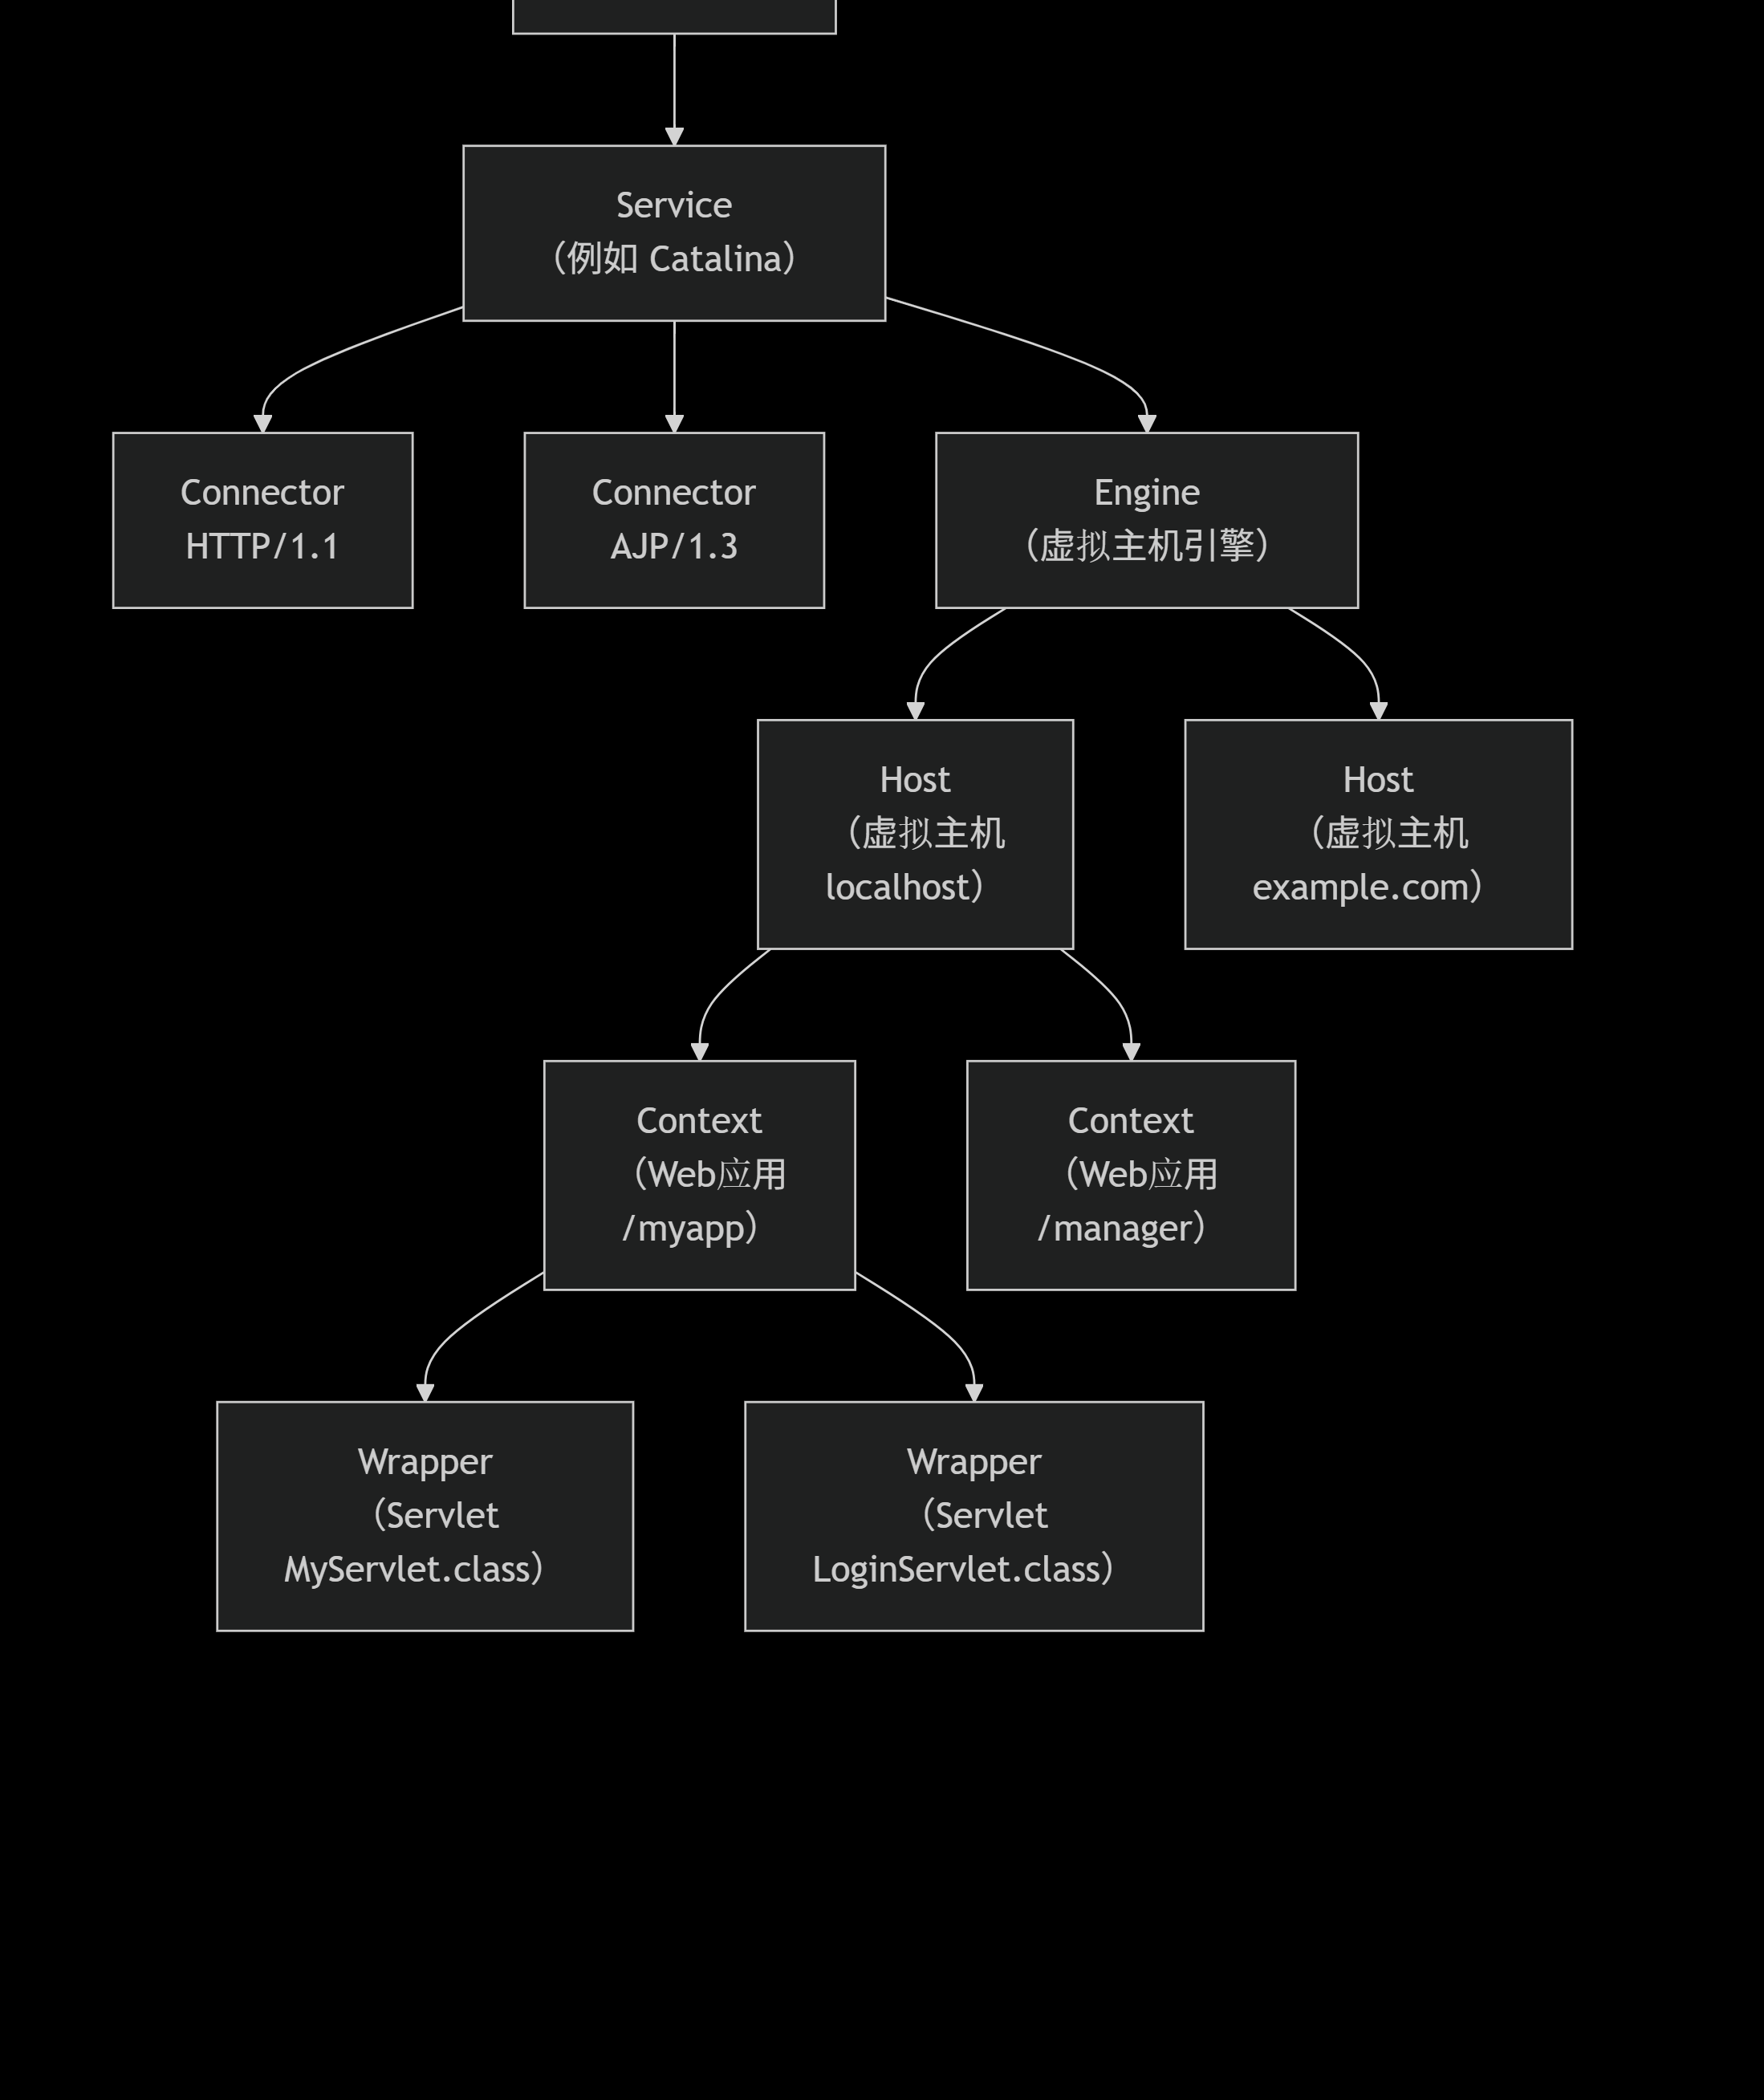 Service
（例如 Catalina）
Connector
HTTP/1.1
Connector
AJP/1.3
Engine
（虚拟主机引擎）
Host
（虚拟主机
localhost）
Host
（虚拟主机
example.com）
Context
（Web应用
/myapp）
Context
（Web应用
/manager）
Wrapper
（Servlet
MyServlet.class）
Wrapper
（Servlet
LoginServlet.class）